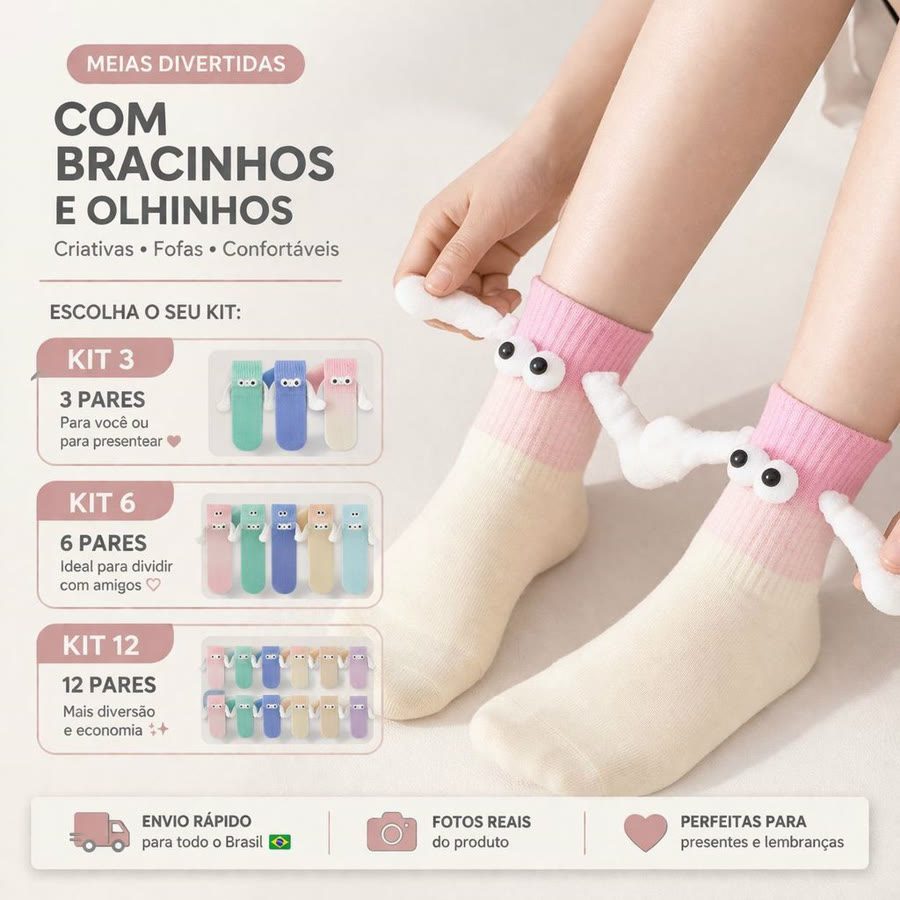 MEIAS DIVERTIDAS
COM
BRACINHOS
E OLHINHOS
Criativas • Fofas • Confortáveis
ESCOLHA O SEU KIT:
KIT 3
3 PARES
Para você ou
para presentear
KIT 6
6 PARES
Ideal para dividir
com amigos
KIT 12
12 PARES
Mais diversão
e economia
ENVIO RÁPIDO
para todo o Brasil
FOTOS REAIS
do produto
PERFEITAS PARA
presentes e lembranças